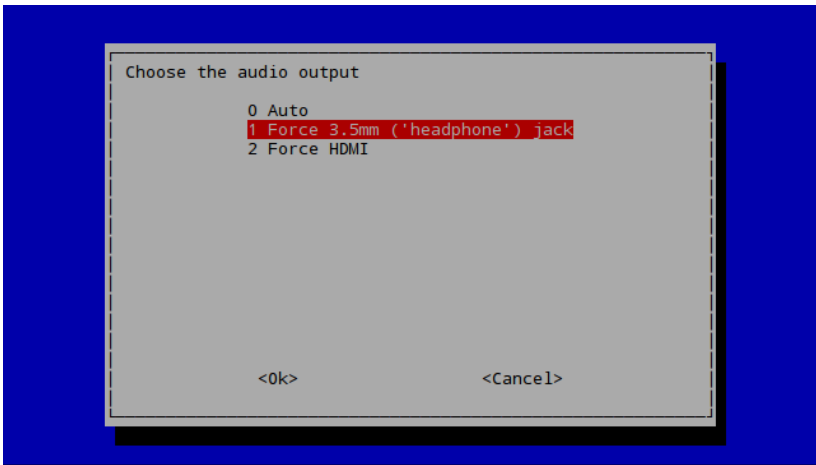 Choose the audio output
0 Auto
1 Force 3.5mm ('headphone') jack
2 Force HDMI
<Ok> <Cancel>